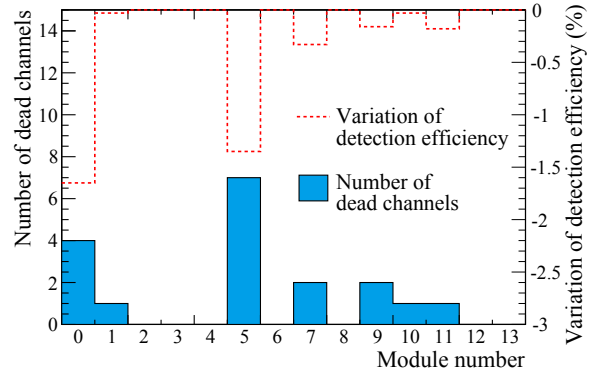 Number of dead channels
14
12
10
8
6
4
2
0
0 1 2 3 4 5 6 7 8 9 10 11 12 13
Module number
Variation of
detection efficiency
Number of
dead channels
0
-0.5
-1
-1.5
-2
-2.5
-3
Variation of detection efficiency (%)